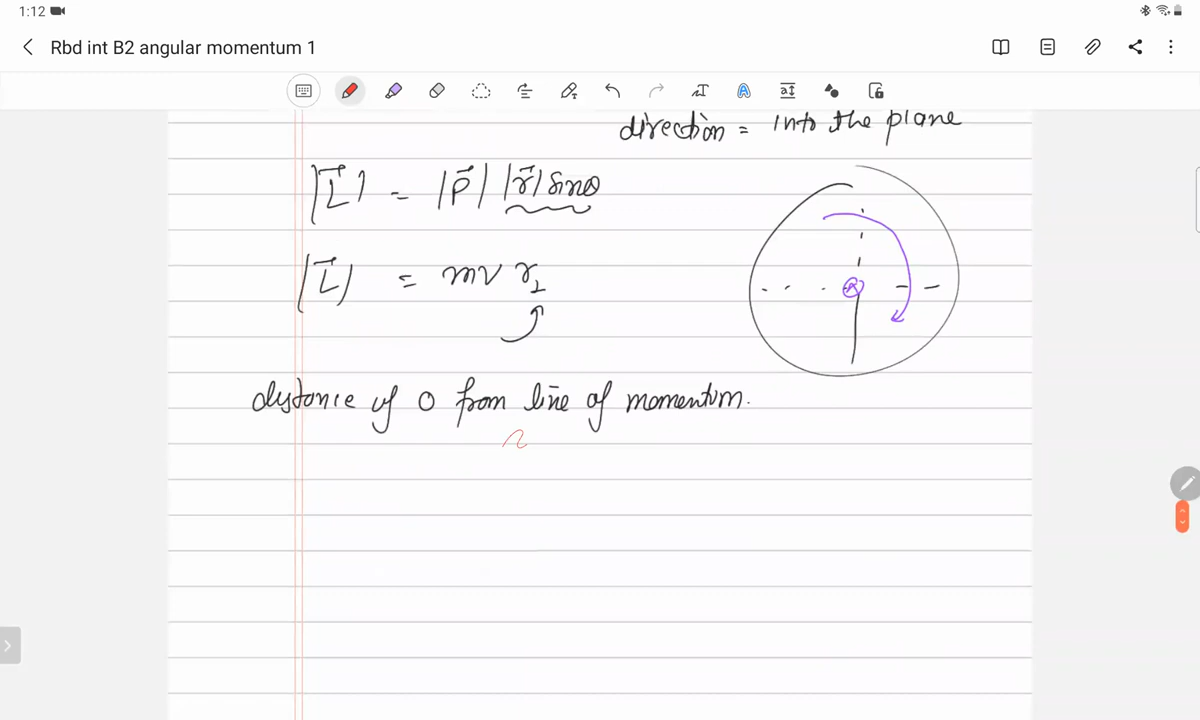 1:12
Rbd int B2 angular momentum 1
direction = into the plane
|L⃗| = |P⃗| |r⃗| sinθ
|L⃗| = mv r⊥
distance of O from line of momentum.